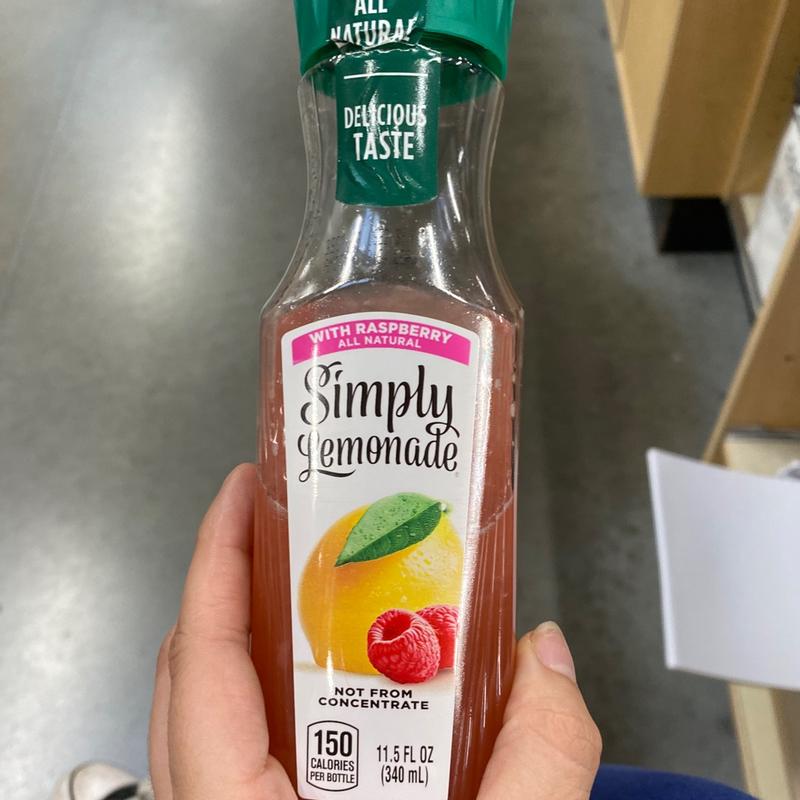 ALL
NATURAL
DELICIOUS
TASTE
WITH RASPBERRY
ALL NATURAL
Simply
Lemonade
NOT FROM
CONCENTRATE
150
CALORIES
PER BOTTLE
11.5 FL OZ
(340 mL)